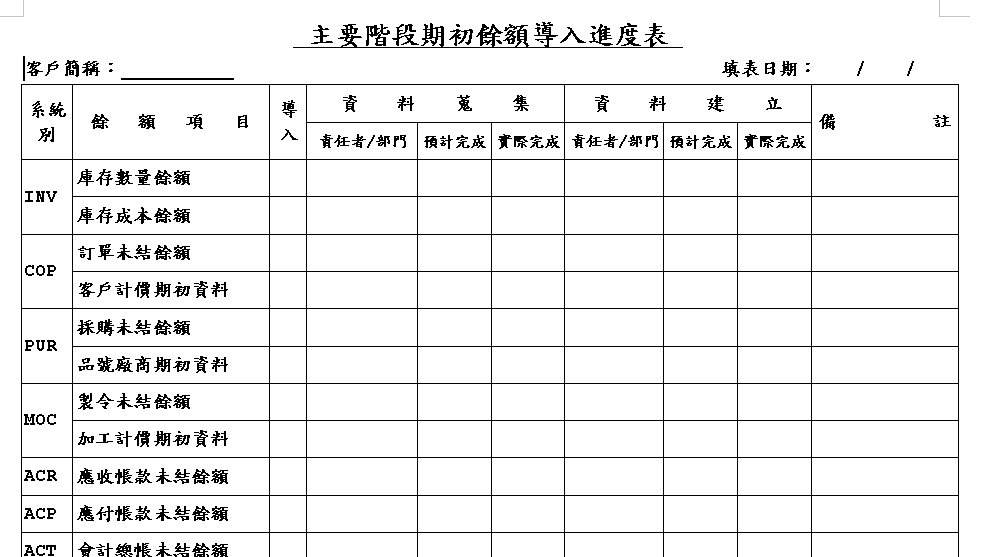 主要階段期初餘額導入進度表
客戶簡稱：
填表日期： / /
系統別 餘額項目 導入 資料蒐集 資料建立 備註
責任者/部門 預計完成 實際完成 責任者/部門 預計完成 實際完成
INV 庫存數量餘額
庫存成本餘額
COP 訂單未結餘額
客戶計價期初資料
PUR 採購未結餘額
品號廠商期初資料
MOC 製令未結餘額
加工計價期初資料
ACR 應收帳款未結餘額
ACP 應付帳款未結餘額
ACT 會計總帳未結餘額